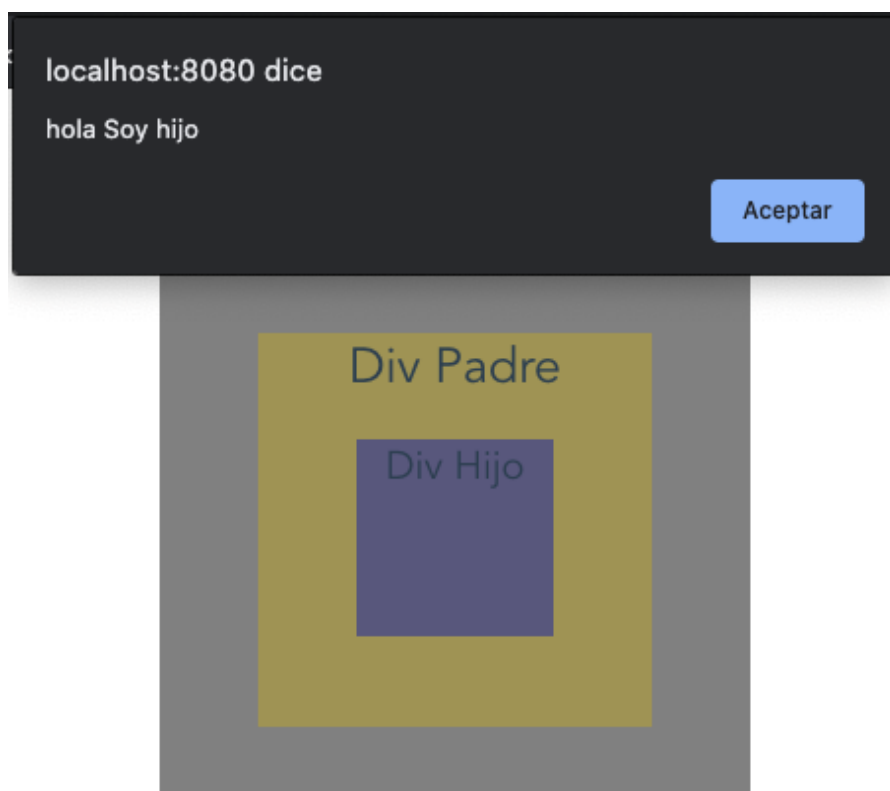 localhost:8080 dice
hola Soy hijo
Aceptar
Div Padre
Div Hijo